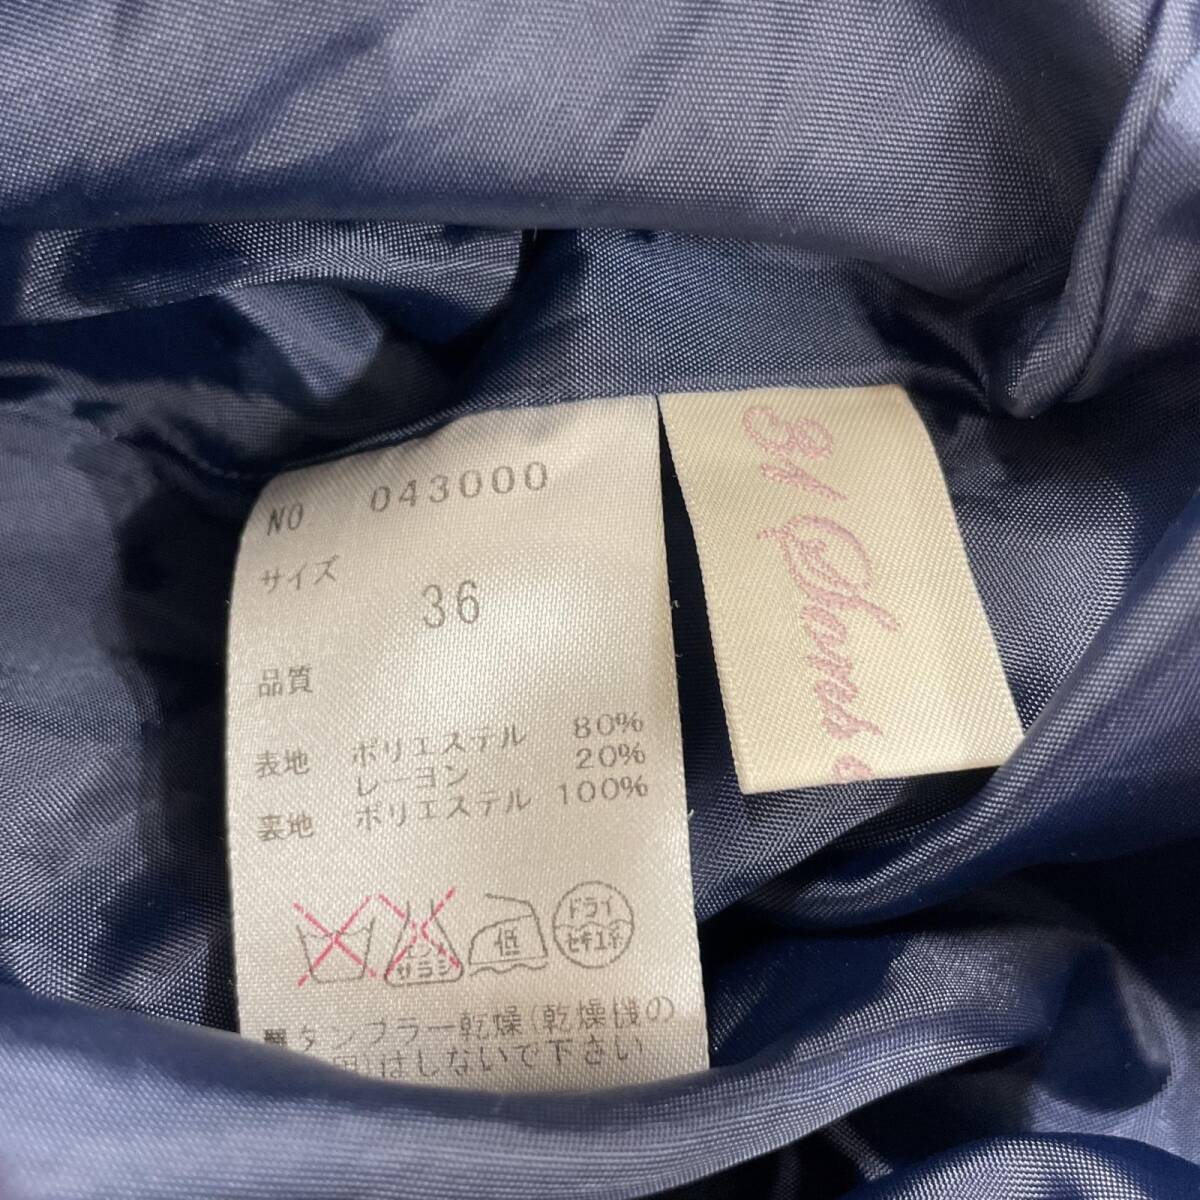 NO 043000
サイズ
36
品質
表地 ポリエステル 80%
レーヨン 20%
裏地 ポリエステル 100%
エンソ
サラシ
低
ドライ
セキユ系
タンブラー乾燥(乾燥機の
用)はしないで下さい
31 Sons